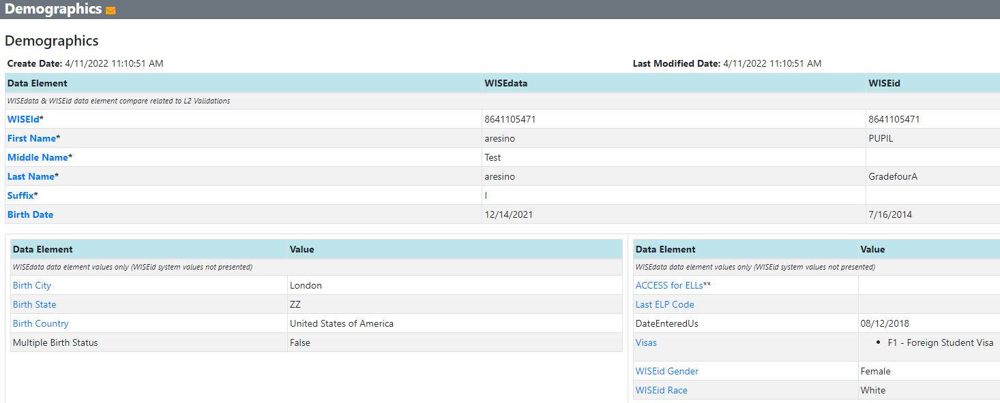 Demographics
Demographics
Create Date: 4/11/2022 11:10:51 AM Last Modified Date: 4/11/2022 11:10:51 AM
Data Element WISEdata WISEid
WISEdata & WISEid data element compare related to L2 Validations
WISEId* 8641105471 8641105471
First Name* aresino PUPIL
Middle Name* Test
Last Name* aresino GradefourA
Suffix* I
Birth Date 12/14/2021 7/16/2014
Data Element Value
WISEdata data element values only (WISEid system values not presented)
Birth City London
Birth State ZZ
Birth Country United States of America
Multiple Birth Status False
Data Element Value
WISEdata data element values only (WISEid system values not presented)
ACCESS for ELLs**
Last ELP Code
DateEnteredUs 08/12/2018
Visas • F1 - Foreign Student Visa
WISEid Gender Female
WISEid Race White